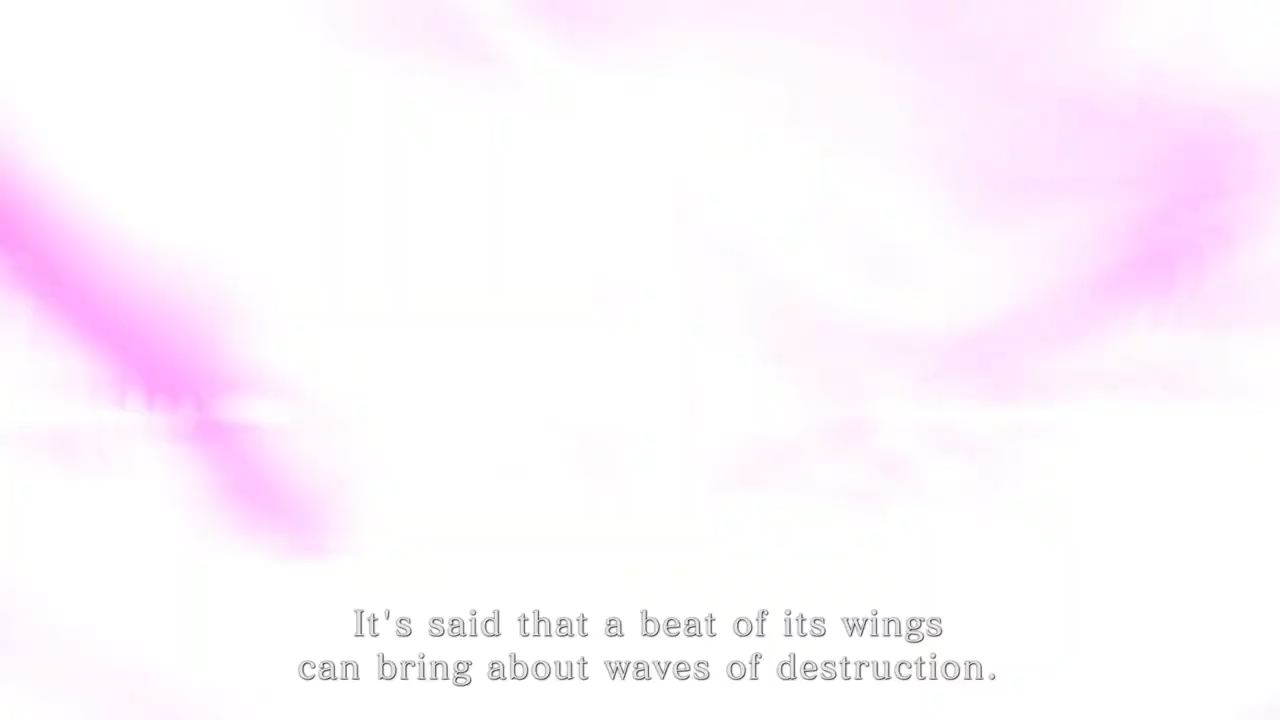 It's said that a beat of its wings
can bring about waves of destruction.